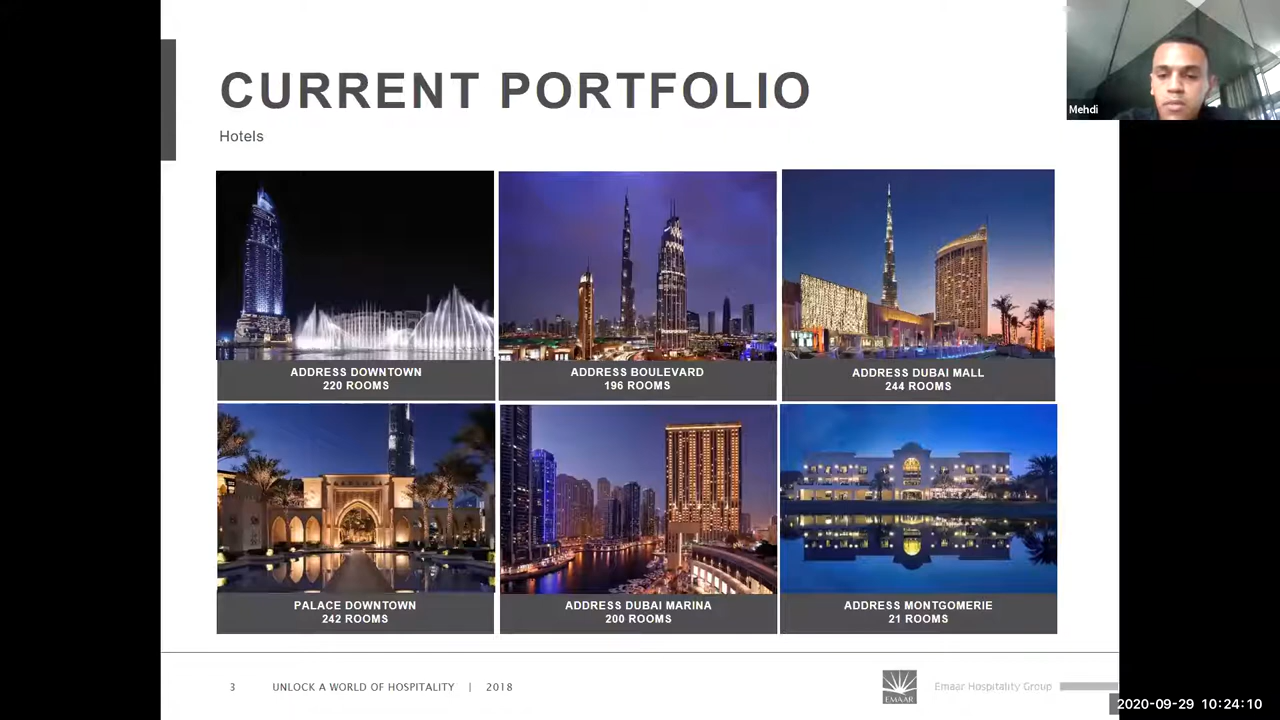 CURRENT PORTFOLIO
Hotels
Mehdi
ADDRESS DOWNTOWN
220 ROOMS
ADDRESS BOULEVARD
196 ROOMS
ADDRESS DUBAI MALL
244 ROOMS
PALACE DOWNTOWN
242 ROOMS
ADDRESS DUBAI MARINA
200 ROOMS
ADDRESS MONTGOMERIE
21 ROOMS
3 UNLOCK A WORLD OF HOSPITALITY | 2018
EMAAR
Emaar Hospitality Group
2020-09-29 10:24:10